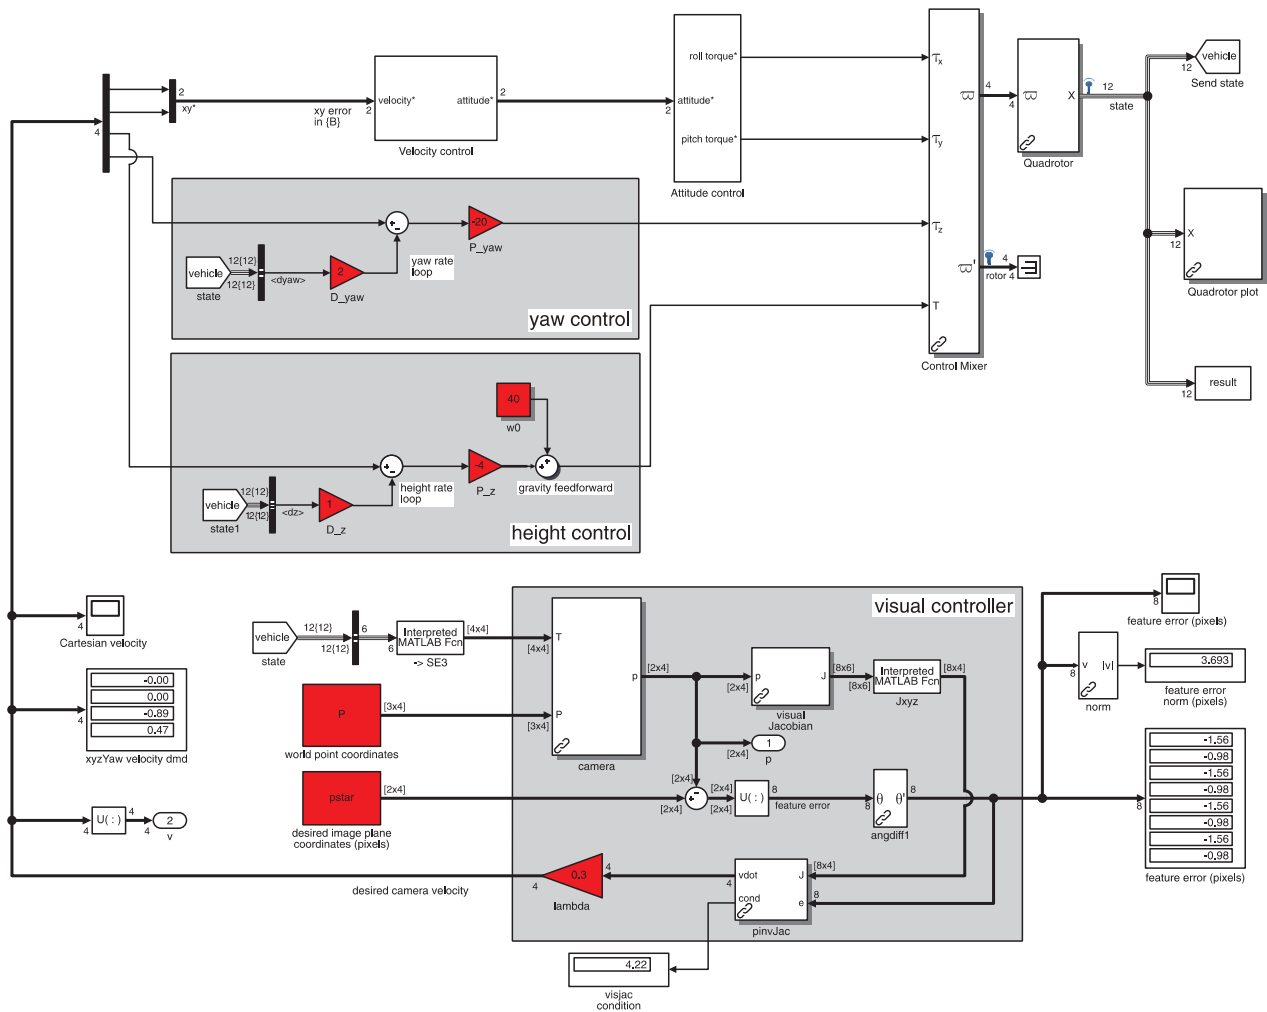 roll torque*
τx
vehicle
12
Send state
2
xy*
velocity*
attitude*
2
attitude*
2
xy error
in {B}
2
Velocity control
pitch torque*
τy
Attitude control
4
4
X
12
state
Quadrotor
4
X
12
Quadrotor plot
-20
P_yaw
τz
12{12}
vehicle
12{12}
state
<dyaw>
2
D_yaw
yaw rate
loop
4
rotor
4
yaw control
T
Control Mixer
result
12
40
w0
-4
P_z
height rate
loop
gravity feedforward
12{12}
vehicle
12{12}
state1
<dz>
1
D_z
height control
4
Cartesian velocity
-0.00
0.00
-0.89
0.47
4
xyzYaw velocity dmd
U( : )
4
4
4
2
v
visual controller
vehicle
state
12{12}
12{12}
6
6
Interpreted
MATLAB Fcn
-> SE3
[4x4]
[4x4]
T
P
p
camera
P
[3x4]
[3x4]
world point coordinates
pstar
[2x4]
desired image plane
coordinates (pixels)
[2x4]
[2x4]
p
J
visual
Jacobian
[8x6]
[8x6]
Interpreted
MATLAB Fcn
Jxyz
[8x4]
[2x4]
1
p
[2x4]
[2x4]
[2x4]
[2x4]
U( : )
8
feature error
8
θ
θ'
8
angdiff1
desired camera velocity
4
0.3
lambda
4
4
vdot
cond
J
e
[8x4]
8
pinvJac
4.22
visjac
condition
8
feature error (pixels)
8
v
|v|
norm
3.693
feature error
norm (pixels)
-1.56
-0.98
-1.56
-0.98
-1.56
-0.98
-1.56
-0.98
8
feature error (pixels)